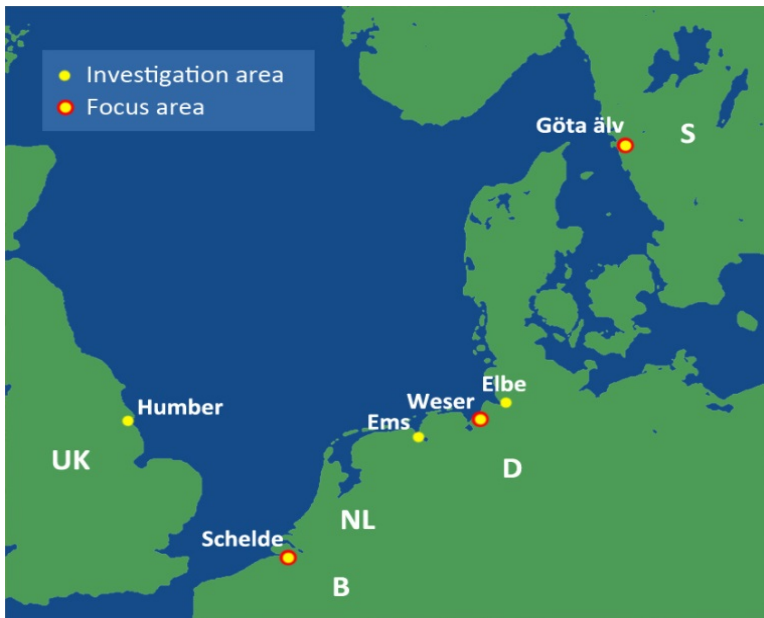 Investigation area
Focus area
Göta älv
S
Humber
Elbe
Weser
Ems
UK
D
NL
Schelde
B